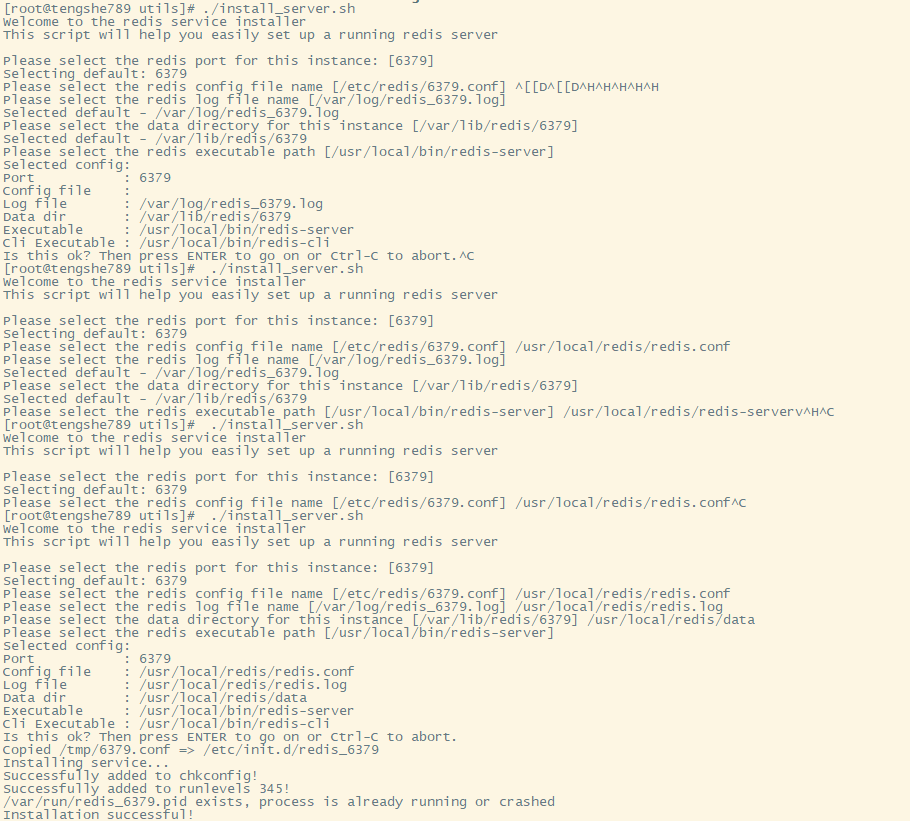 [root@tengshe789 utils]# ./install_server.sh
Welcome to the redis service installer
This script will help you easily set up a running redis server
Please select the redis port for this instance: [6379]
Selecting default: 6379
Please select the redis config file name [/etc/redis/6379.conf] ^[[D^[[D^H^H^H^H^H
Please select the redis log file name [/var/log/redis_6379.log]
Selected default - /var/log/redis_6379.log
Please select the data directory for this instance [/var/lib/redis/6379]
Selected default - /var/lib/redis/6379
Please select the redis executable path [/usr/local/bin/redis-server]
Selected config:
Port           : 6379
Config file    :
Log file       : /var/log/redis_6379.log
Data dir       : /var/lib/redis/6379
Executable     : /usr/local/bin/redis-server
Cli Executable : /usr/local/bin/redis-cli
Is this ok? Then press ENTER to go on or Ctrl-C to abort.^C
[root@tengshe789 utils]#  ./install_server.sh
Welcome to the redis service installer
This script will help you easily set up a running redis server
Please select the redis port for this instance: [6379]
Selecting default: 6379
Please select the redis config file name [/etc/redis/6379.conf] /usr/local/redis/redis.conf
Please select the redis log file name [/var/log/redis_6379.log]
Selected default - /var/log/redis_6379.log
Please select the data directory for this instance [/var/lib/redis/6379]
Selected default - /var/lib/redis/6379
Please select the redis executable path [/usr/local/bin/redis-server] /usr/local/redis/redis-serverv^H^C
[root@tengshe789 utils]#  ./install_server.sh
Welcome to the redis service installer
This script will help you easily set up a running redis server
Please select the redis port for this instance: [6379]
Selecting default: 6379
Please select the redis config file name [/etc/redis/6379.conf] /usr/local/redis/redis.conf^C
[root@tengshe789 utils]#  ./install_server.sh
Welcome to the redis service installer
This script will help you easily set up a running redis server
Please select the redis port for this instance: [6379]
Selecting default: 6379
Please select the redis config file name [/etc/redis/6379.conf] /usr/local/redis/redis.conf
Please select the redis log file name [/var/log/redis_6379.log] /usr/local/redis/redis.log
Please select the data directory for this instance [/var/lib/redis/6379] /usr/local/redis/data
Please select the redis executable path [/usr/local/bin/redis-server]
Selected config:
Port           : 6379
Config file    : /usr/local/redis/redis.conf
Log file       : /usr/local/redis/redis.log
Data dir       : /usr/local/redis/data
Executable     : /usr/local/bin/redis-server
Cli Executable : /usr/local/bin/redis-cli
Is this ok? Then press ENTER to go on or Ctrl-C to abort.
Copied /tmp/6379.conf => /etc/init.d/redis_6379
Installing service...
Successfully added to chkconfig!
Successfully added to runlevels 345!
/var/run/redis_6379.pid exists, process is already running or crashed
Installation successful!